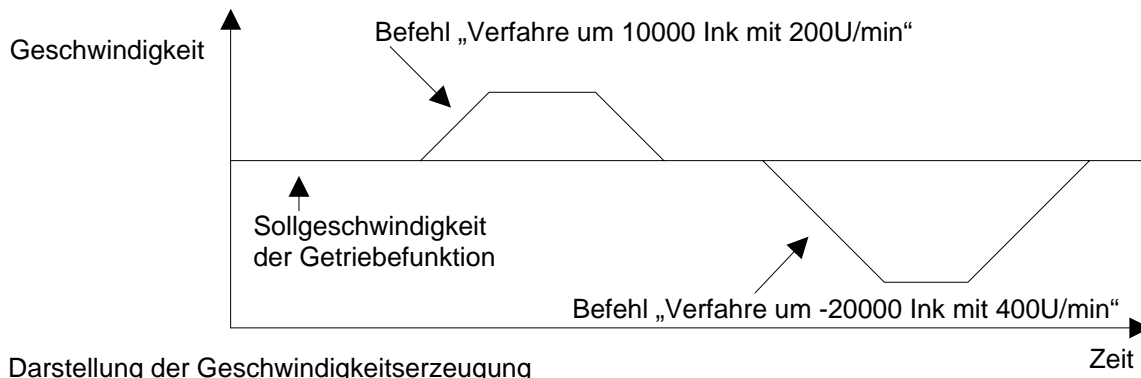 Befehl „Verfahre um 10000 Ink mit 200U/min“
Geschwindigkeit
Sollgeschwindigkeit
der Getriebefunktion
Befehl „Verfahre um -20000 Ink mit 400U/min“
Zeit
Darstellung der Geschwindigkeitserzeugung